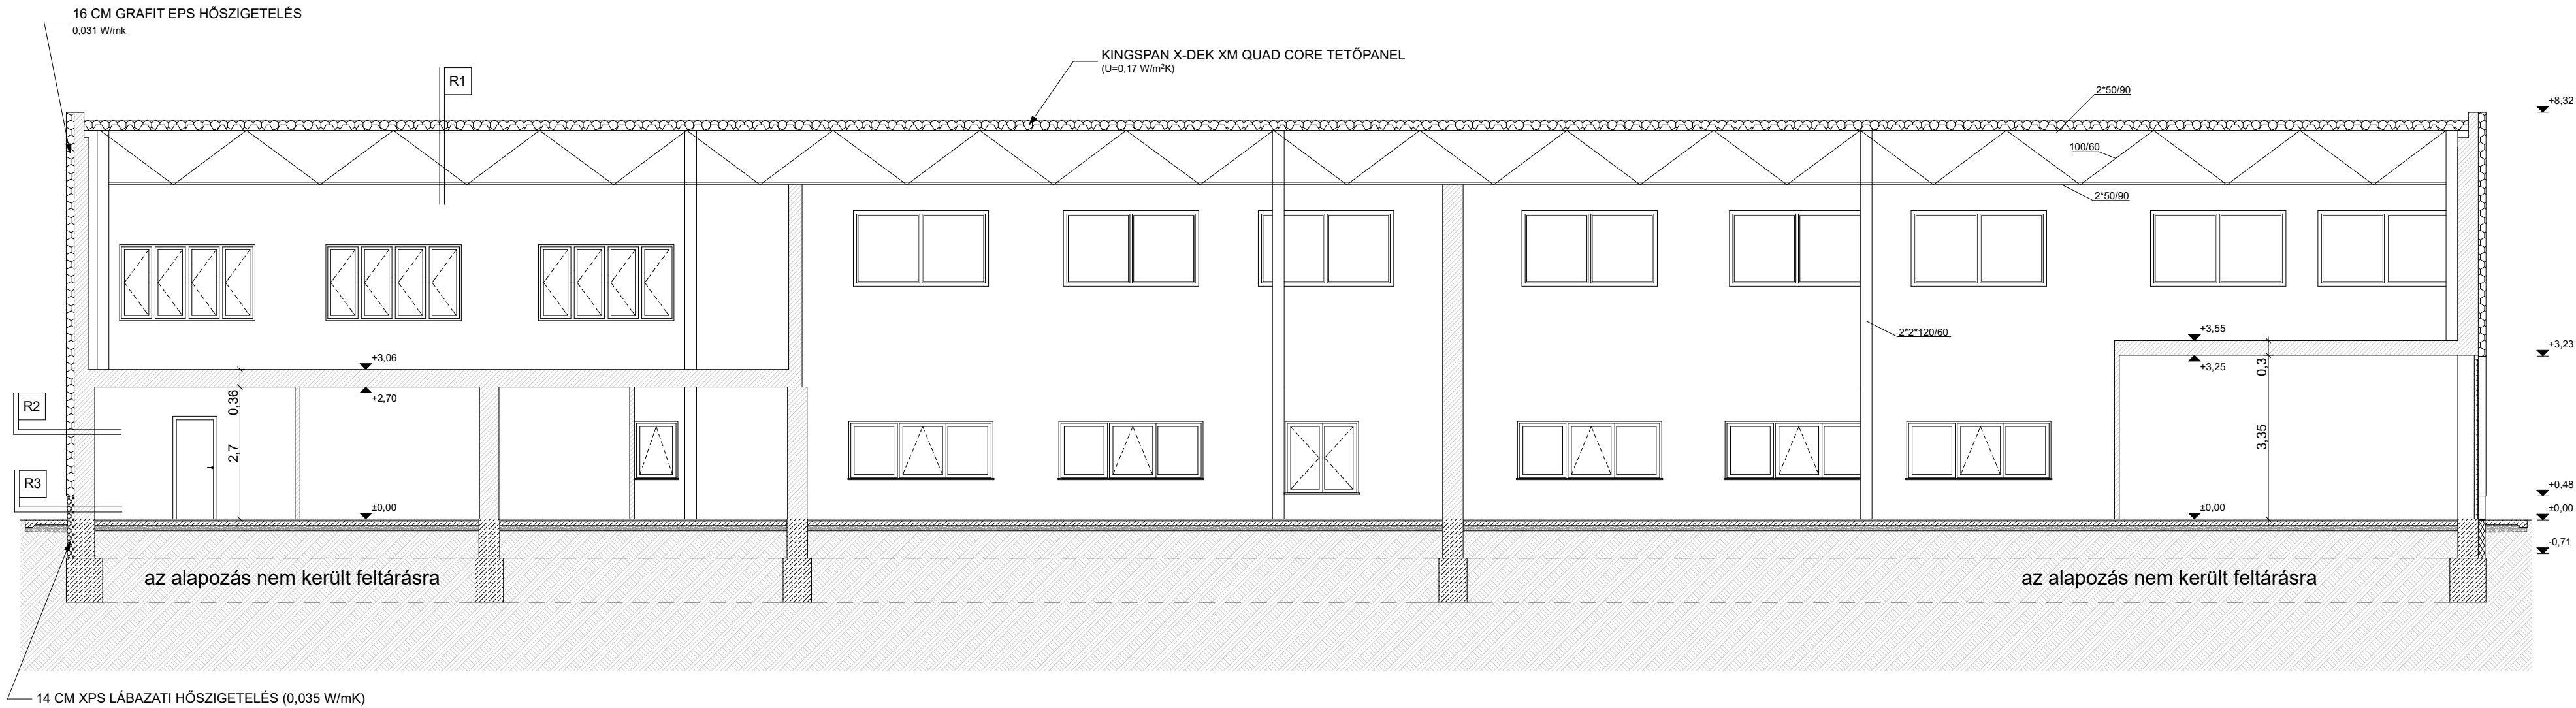 16 CM GRAFIT EPS HŐSZIGETELÉS
0,031 W/mk
KINGSPAN X-DEK XM QUAD CORE TETŐPANEL
(U=0,17 W/m²K)
R1
2*50/90
+8,32
100/60
2*50/90
2*2*120/60
+3,55
+3,23
+3,06
+3,25
0,3
+2,70
0,36
R2
2,7
3,35
R3
+0,48
±0,00
±0,00
±0,00
-0,71
az alapozás nem került feltárásra
az alapozás nem került feltárásra
14 CM XPS LÁBAZATI HŐSZIGETELÉS (0,035 W/mK)